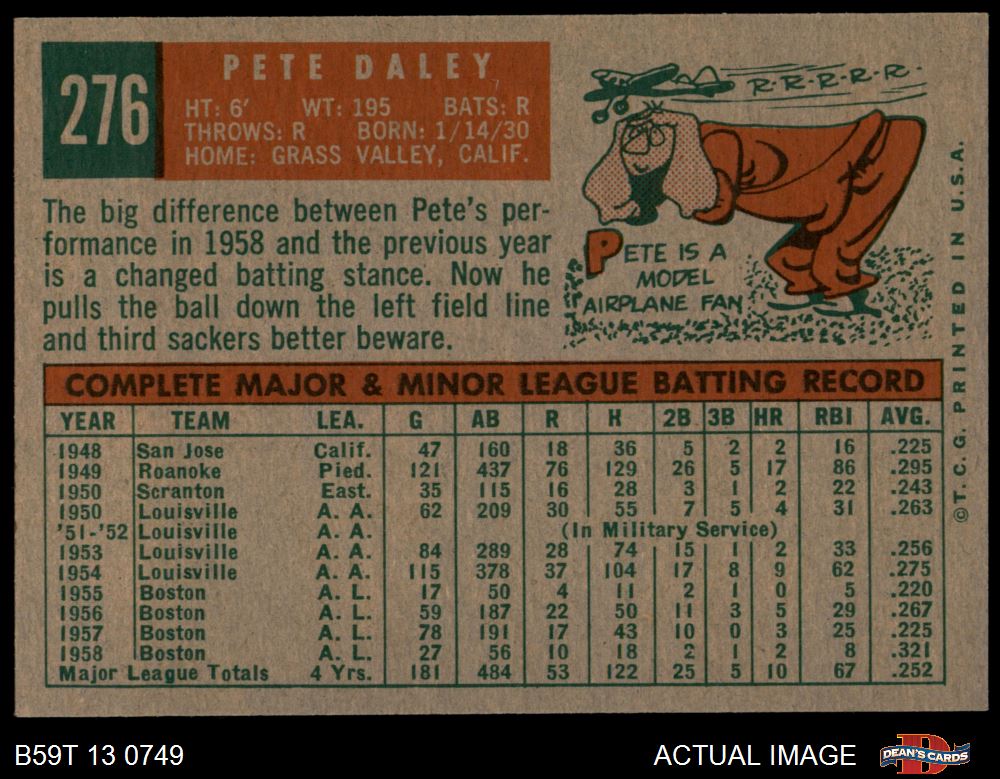 276
PETE DALEY
HT: 6' WT: 195 BATS: R
THROWS: R BORN: 1/14/30
HOME: GRASS VALLEY, CALIF.
The big difference between Pete's per-
formance in 1958 and the previous year
is a changed batting stance. Now he
pulls the ball down the left field line
and third sackers better beware.
R-R-R-R-R-
PETE IS A
MODEL
AIRPLANE FAN
COMPLETE MAJOR & MINOR LEAGUE BATTING RECORD
YEAR TEAM LEA. G AB R H 2B 3B HR RBI AVG.
1948 San Jose Calif. 47 160 18 36 5 2 2 16 .225
1949 Roanoke Pied. 121 437 76 129 26 5 17 86 .295
1950 Scranton East. 35 115 16 28 3 1 2 22 .243
1950 Louisville A. A. 62 209 30 55 7 5 4 31 .263
'51-'52 Louisville A. A. (In Military Service)
1953 Louisville A. A. 84 289 28 74 15 1 2 33 .256
1954 Louisville A. A. 115 378 37 104 17 8 9 62 .275
1955 Boston A. L. 17 50 4 11 2 1 0 5 .220
1956 Boston A. L. 59 187 22 50 11 3 5 29 .267
1957 Boston A. L. 78 191 17 43 10 0 3 25 .225
1958 Boston A. L. 27 56 10 18 2 1 2 8 .321
Major League Totals 4 Yrs. 181 484 53 122 25 5 10 67 .252
©T. C. G. PRINTED IN U.S.A.
B59T 13 0749
ACTUAL IMAGE
DEAN'S CARDS